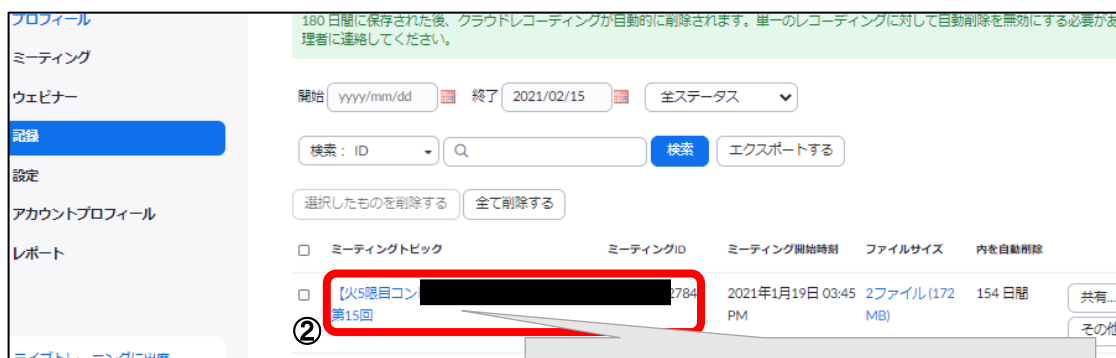 プロフィール
ミーティング
ウェビナー
記録
設定
アカウントプロフィール
レポート
ライブトレーニングに出席
180 日間に保存された後、クラウドレコーディングが自動的に削除されます。単一のレコーディングに対して自動削除を無効にする必要があ
理者に連絡してください。
開始 yyyy/mm/dd 終了 2021/02/15 全ステータス
検索： ID 検索 エクスポートする
選択したものを削除する 全て削除する
ミーティングトピック ミーティングID ミーティング開始時刻 ファイルサイズ 内を自動削除
【火5限目コン 2784 2021年1月19日 03:45 2ファイル (172 154 日間 共有...
第15回 PM MB) その他
②